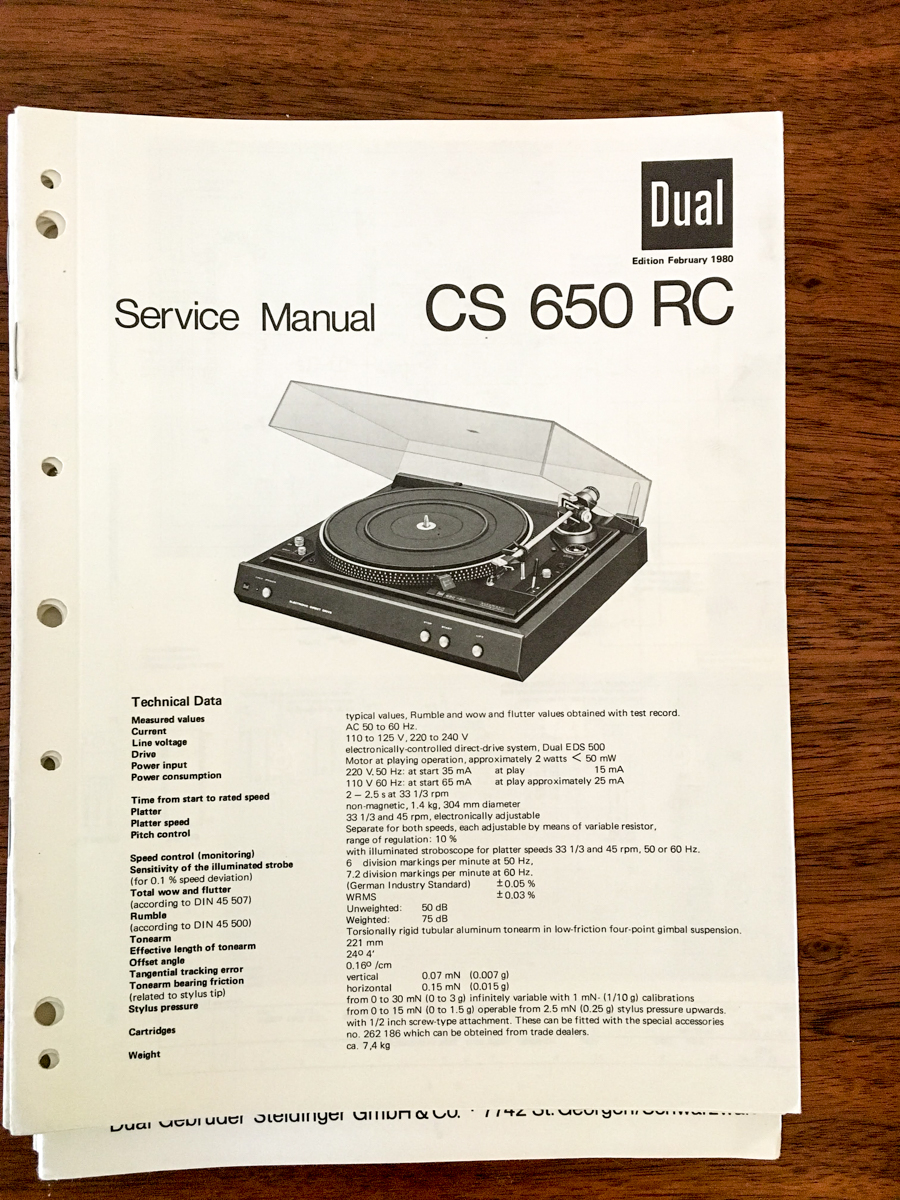 Dual
Edition February 1980
Service Manual CS 650 RC
Technical Data
Measured values typical values, Rumble and wow and flutter values obtained with test record.
Current AC 50 to 60 Hz.
Line voltage 110 to 125 V, 220 to 240 V
Drive electronically-controlled direct-drive system, Dual EDS 500
Power input Motor at playing operation, approximately 2 watts < 50 mW
Power consumption 220 V, 50 Hz: at start 35 mA at play 15 mA
110 V 60 Hz: at start 65 mA at play approximately 25 mA
Time from start to rated speed 2 – 2.5 s at 33 1/3 rpm
Platter non-magnetic, 1.4 kg, 304 mm diameter
Platter speed 33 1/3 and 45 rpm, electronically adjustable
Pitch control Separate for both speeds, each adjustable by means of variable resistor,
range of regulation: 10 %
Speed control (monitoring) with illuminated stroboscope for platter speeds 33 1/3 and 45 rpm, 50 or 60 Hz.
Sensitivity of the illuminated strobe 6 division markings per minute at 50 Hz,
(for 0.1 % speed deviation) 7.2 division markings per minute at 60 Hz,
Total wow and flutter (German Industry Standard) ± 0.05 %
(according to DIN 45 507) WRMS ± 0.03 %
Rumble Unweighted: 50 dB
(according to DIN 45 500) Weighted: 75 dB
Tonearm Torsionally rigid tubular aluminum tonearm in low-friction four-point gimbal suspension.
Effective length of tonearm 221 mm
Offset angle 24º 4'
Tangential tracking error 0.16º /cm
Tonearm bearing friction vertical 0.07 mN (0.007 g)
(related to stylus tip) horizontal 0.15 mN (0.015 g)
Stylus pressure from 0 to 30 mN (0 to 3 g) infinitely variable with 1 mN- (1/10 g) calibrations
from 0 to 15 mN (0 to 1.5 g) operable from 2.5 mN (0.25 g) stylus pressure upwards.
Cartridges with 1/2 inch screw-type attachment. These can be fitted with the special accessories
no. 262 186 which can be obteined from trade dealers.
Weight ca. 7,4 kg
Dual Gebrüder Steidinger GmbH & Co. · 7742 St. Georgen/Schwarzwald